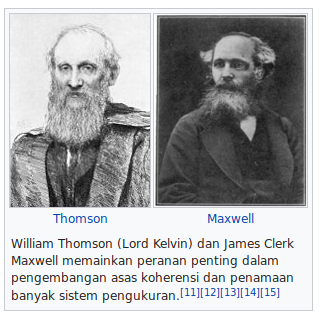 Thomson Maxwell
William Thomson (Lord Kelvin) dan James Clerk
Maxwell memainkan peranan penting dalam
pengembangan asas koherensi dan penamaan
banyak sistem pengukuran.[11][12][13][14][15]